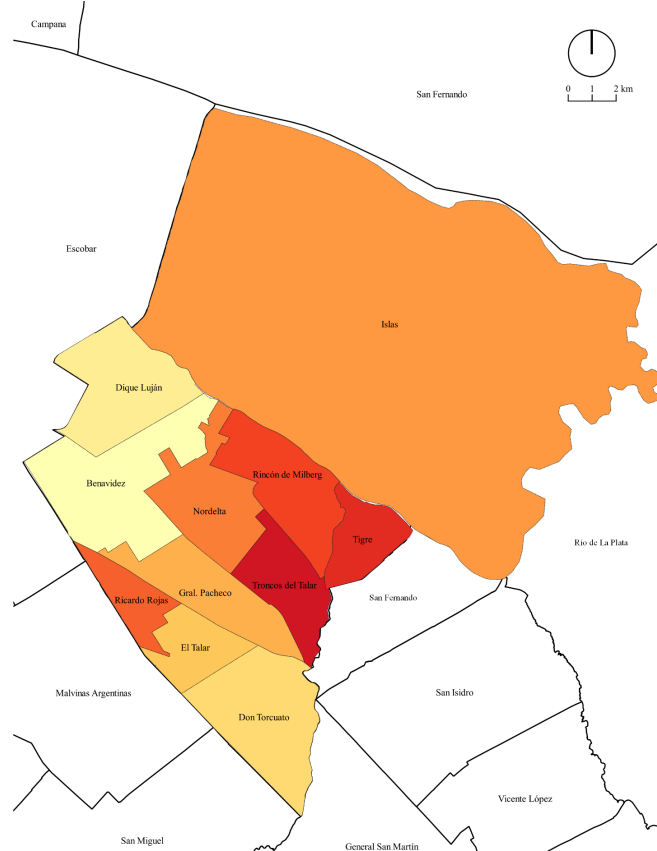 Campana
San Fernando
0 1 2 km
Escobar
Islas
Dique Luján
Rincón de Milberg
Benavidez
Nordelta
Tigre
Río de La Plata
Troncos del Talar
Gral. Pacheco
San Fernando
Ricardo Rojas
El Talar
Malvinas Argentinas
San Isidro
Don Torcuato
Vicente López
San Miguel
General San Martín